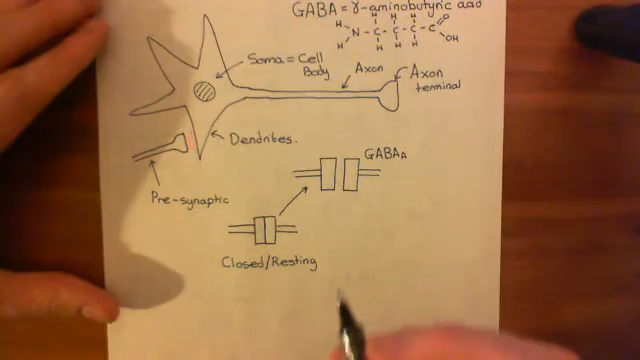 GABA = γ-aminobutyric acid
H H H
H N - C - C - C - C O
H H H H OH
Soma = Cell
Body
Axon
Axon
terminal
Dendrites.
GABAA
Pre-synaptic
Closed/Resting